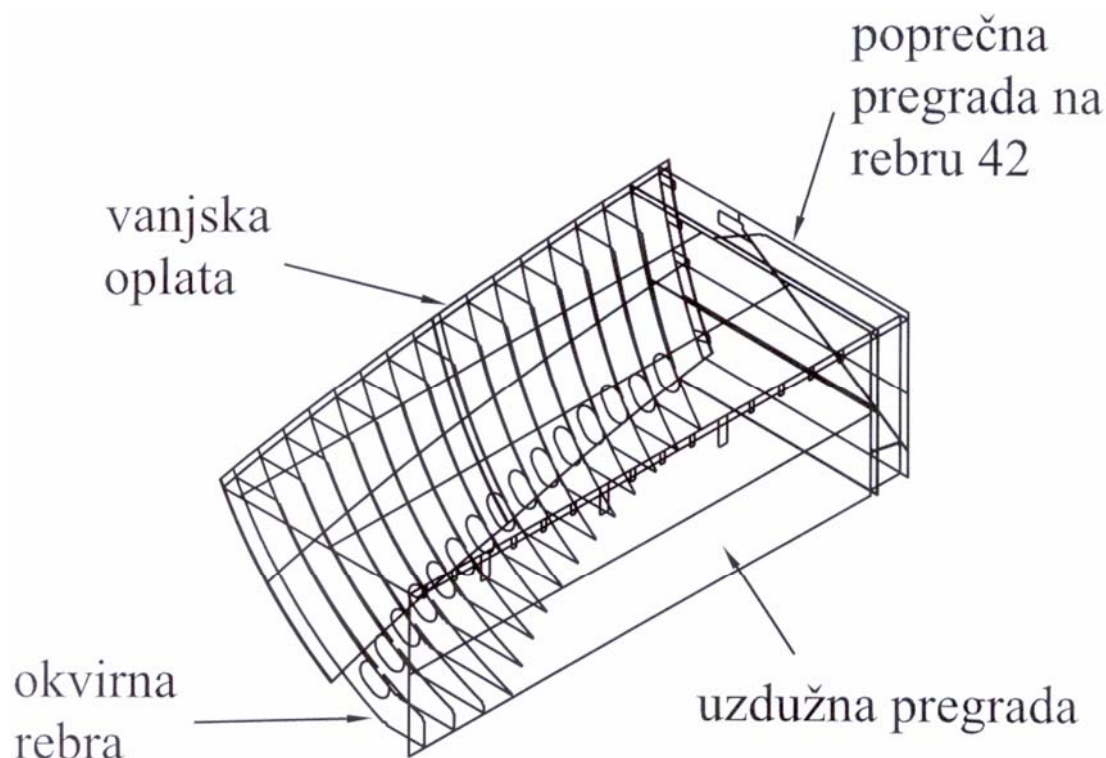 poprečna
pregrada na
rebru 42
vanjska
oplata
okvirna
rebra
uzdužna pregrada